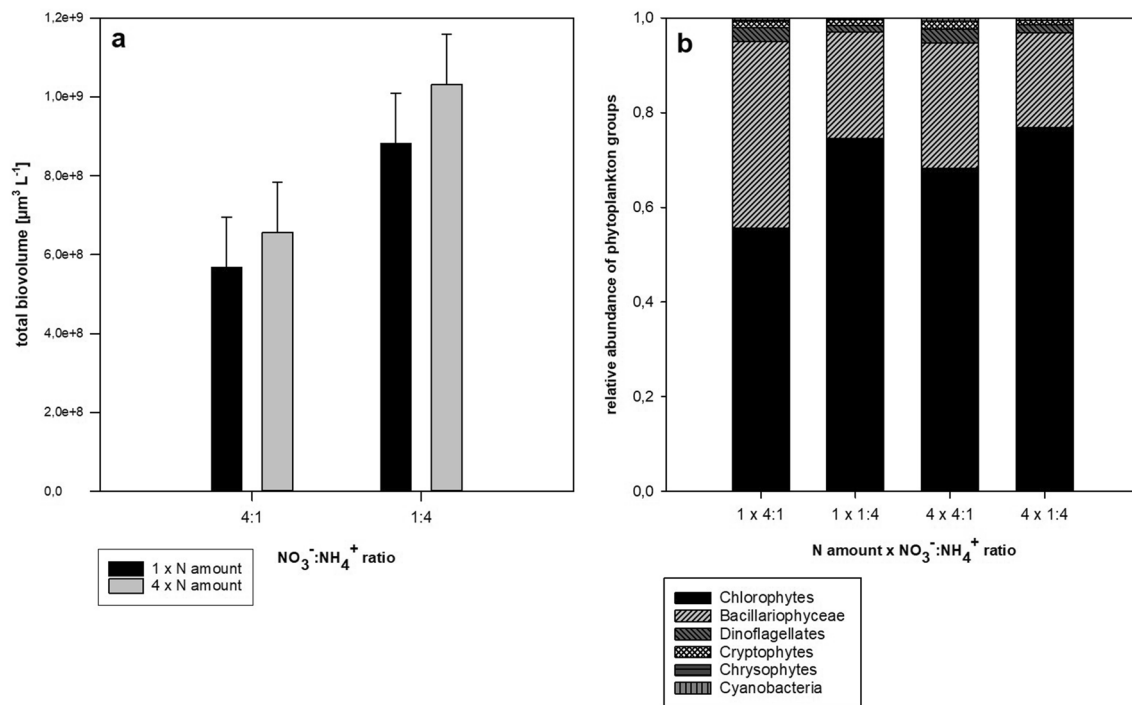 a
1,2e+9
1,0e+9
8,0e+8
6,0e+8
4,0e+8
2,0e+8
0,0
total biovolume [µm³ L⁻¹]
4:1
1:4
NO₃⁻:NH₄⁺ ratio
1 x N amount
4 x N amount
b
1,0
0,8
0,6
0,4
0,2
0,0
relative abundance of phytoplankton groups
1 x 4:1
1 x 1:4
4 x 4:1
4 x 1:4
N amount x NO₃⁻:NH₄⁺ ratio
Chlorophytes
Bacillariophyceae
Dinoflagellates
Cryptophytes
Chrysophytes
Cyanobacteria